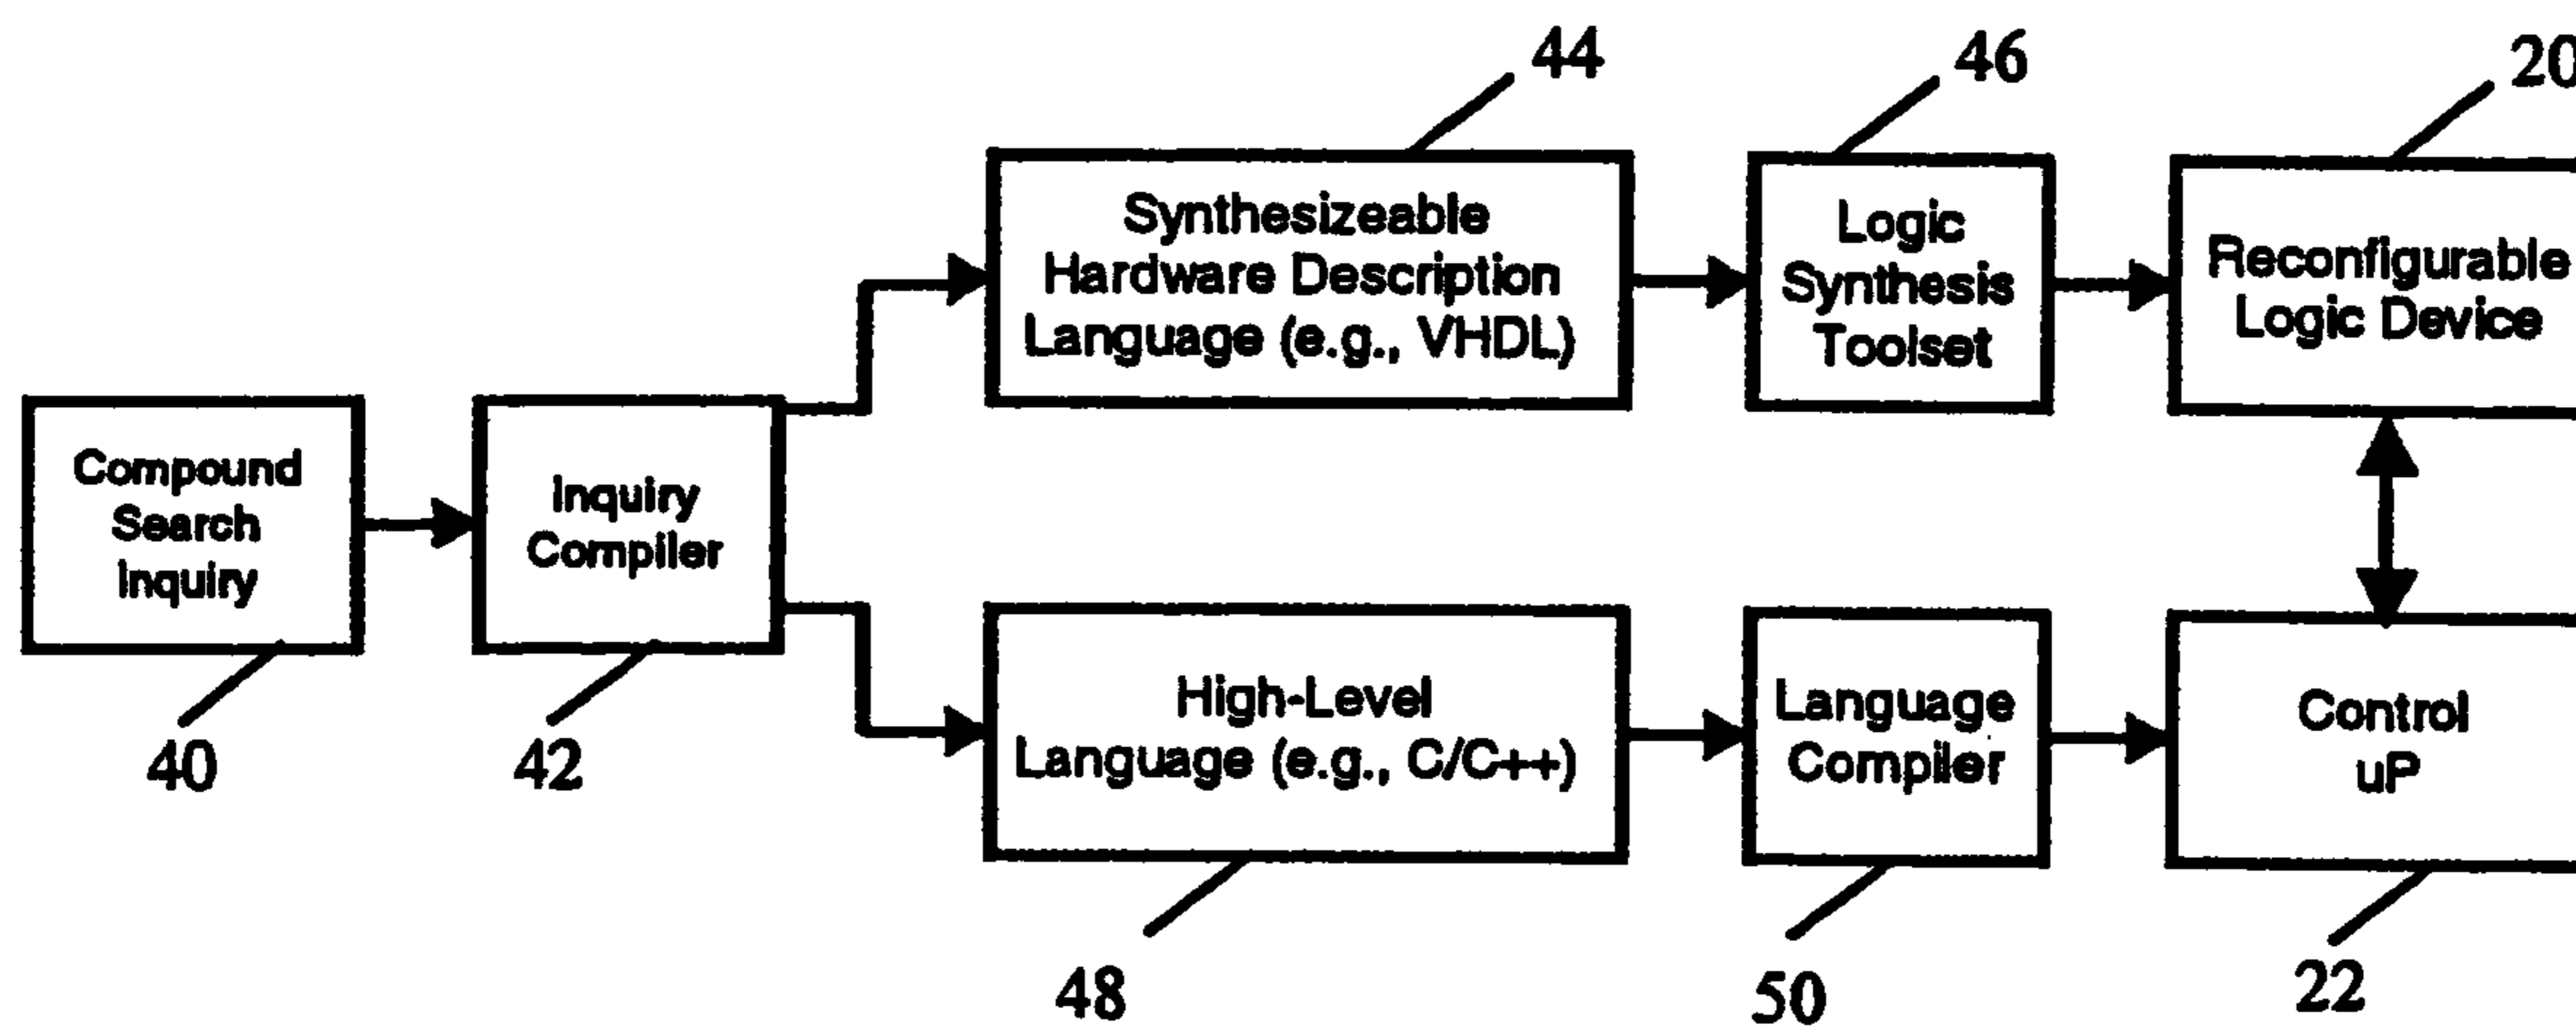 44
46
20
Synthesizeable
Hardware Description
Language (e.g., VHDL)
Logic
Synthesis
Toolset
Reconfigurable
Logic Device
Compound
Search
Inquiry
Inquiry
Compiler
40
42
High-Level
Language (e.g., C/C++)
Language
Compiler
Control
uP
48
50
22